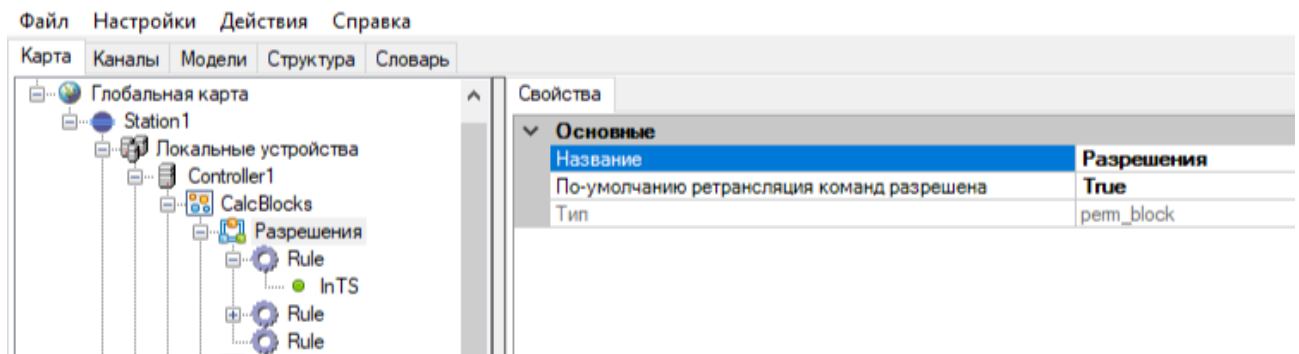 Файл Настройки Действия Справка
Карта Каналы Модели Структура Словарь
Глобальная карта
Station1
Локальные устройства
Controller1
CalcBlocks
Разрешения
Rule
InTS
Rule
Rule
Свойства
Основные
Название Разрешения
По-умолчанию ретрансляция команд разрешена True
Тип perm_block